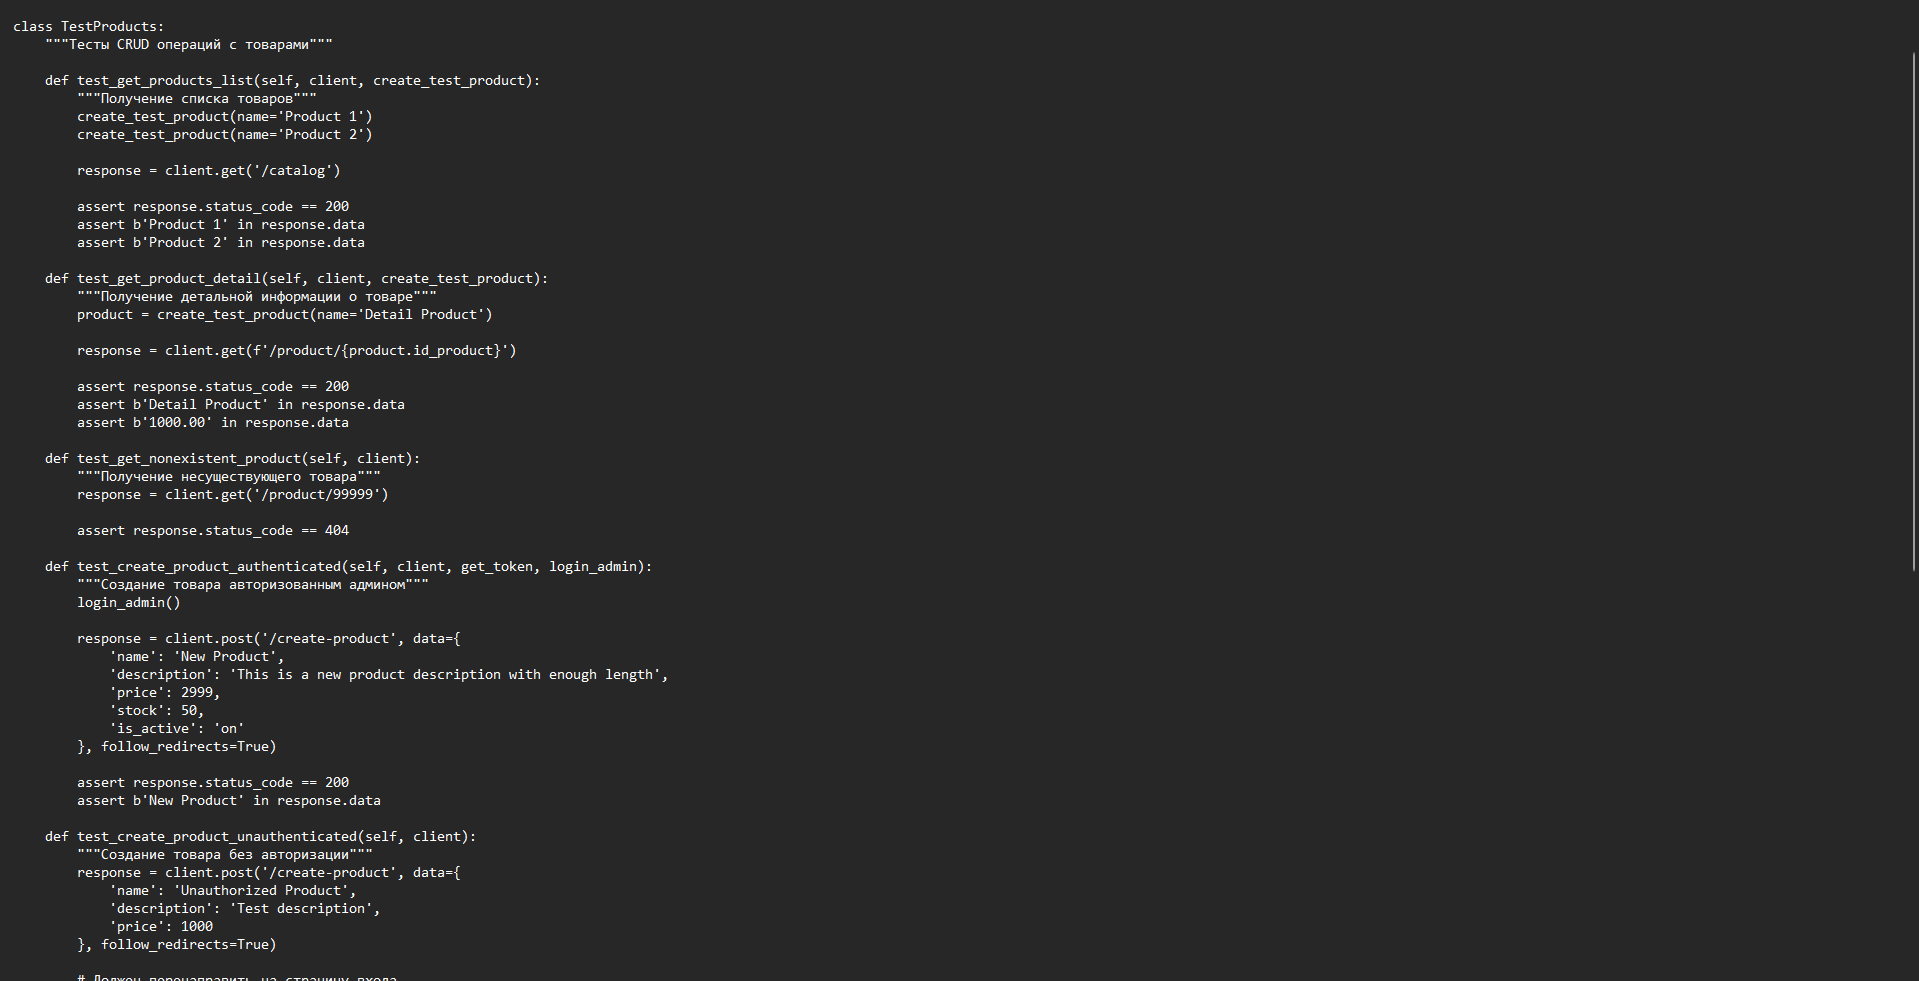 class TestProducts:
    """Тесты CRUD операций с товарами"""
    def test_get_products_list(self, client, create_test_product):
        """Получение списка товаров"""
        create_test_product(name='Product 1')
        create_test_product(name='Product 2')
        response = client.get('/catalog')
        assert response.status_code == 200
        assert b'Product 1' in response.data
        assert b'Product 2' in response.data
    def test_get_product_detail(self, client, create_test_product):
        """Получение детальной информации о товаре"""
        product = create_test_product(name='Detail Product')
        response = client.get(f'/product/{product.id_product}')
        assert response.status_code == 200
        assert b'Detail Product' in response.data
        assert b'1000.00' in response.data
    def test_get_nonexistent_product(self, client):
        """Получение несуществующего товара"""
        response = client.get('/product/99999')
        assert response.status_code == 404
    def test_create_product_authenticated(self, client, get_token, login_admin):
        """Создание товара авторизованным админом"""
        login_admin()
        response = client.post('/create-product', data={
            'name': 'New Product',
            'description': 'This is a new product description with enough length',
            'price': 2999,
            'stock': 50,
            'is_active': 'on'
        }, follow_redirects=True)
        assert response.status_code == 200
        assert b'New Product' in response.data
    def test_create_product_unauthenticated(self, client):
        """Создание товара без авторизации"""
        response = client.post('/create-product', data={
            'name': 'Unauthorized Product',
            'description': 'Test description',
            'price': 1000
        }, follow_redirects=True)
        # Должен перенаправить на страницу входа